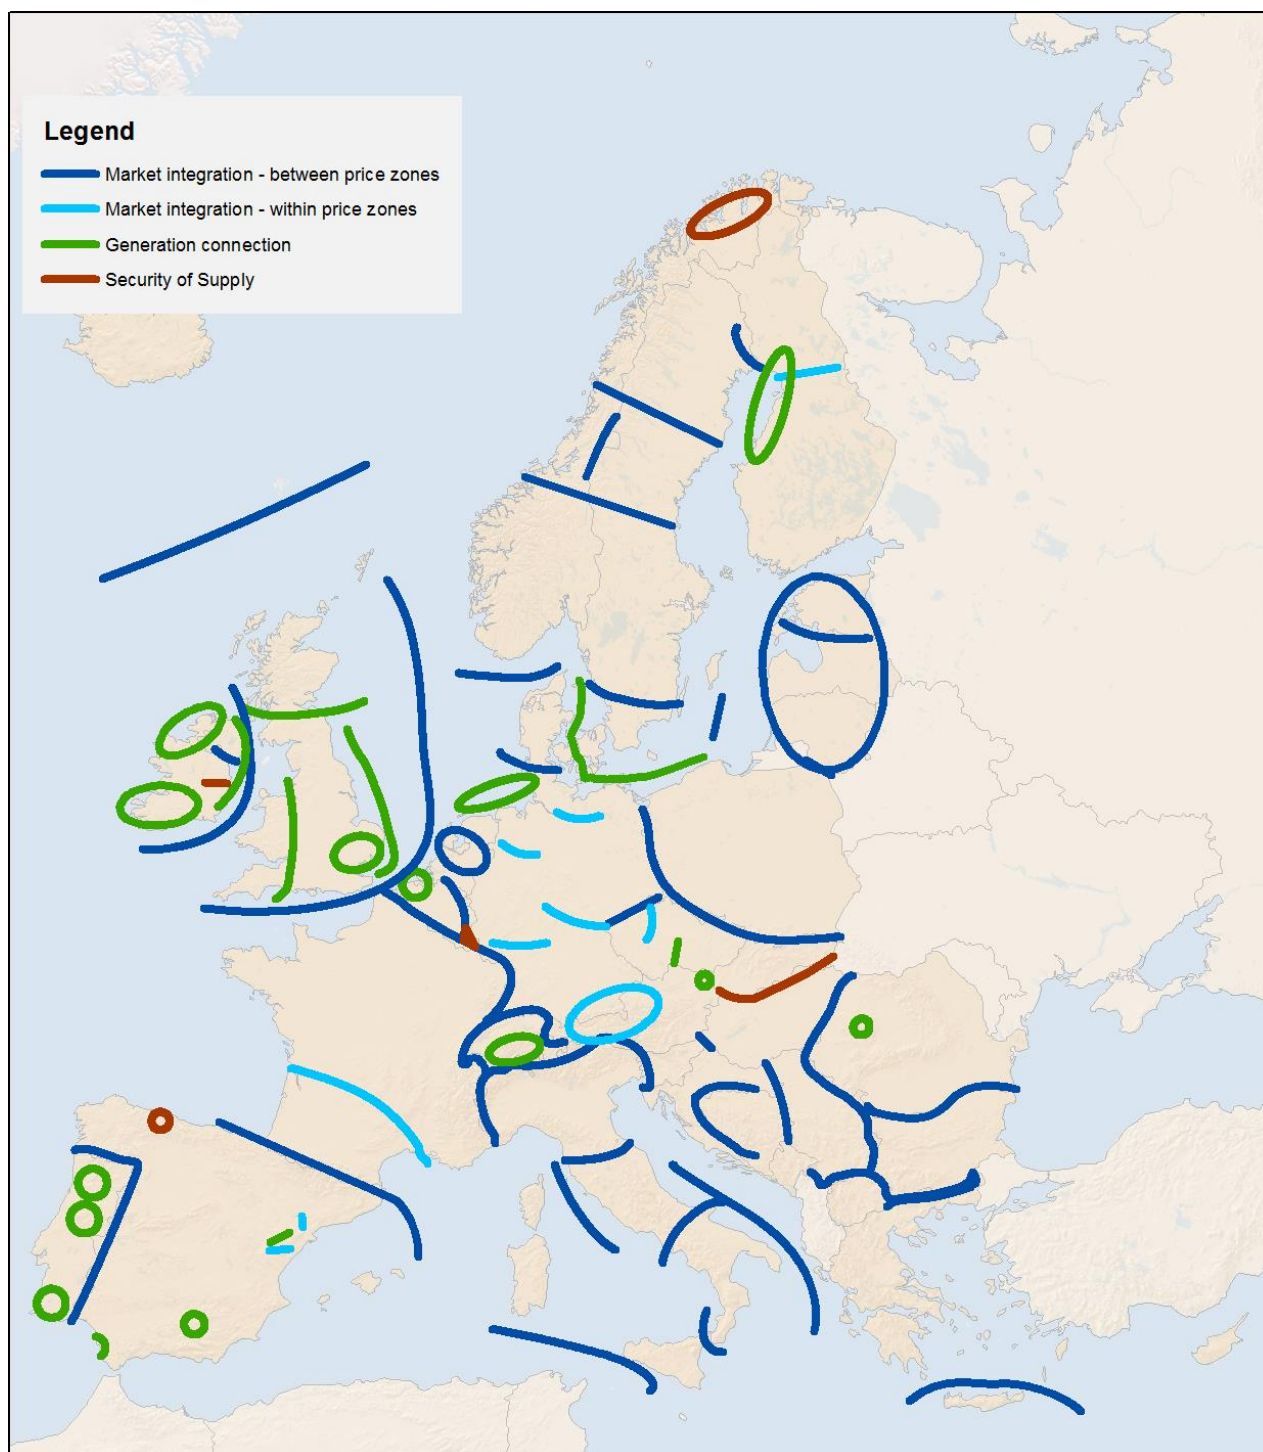 Legend
Market integration - between price zones
Market integration - within price zones
Generation connection
Security of Supply